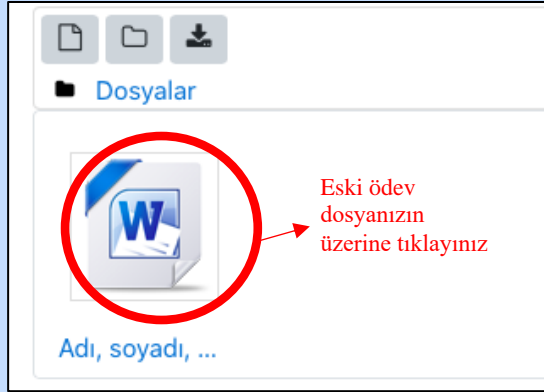 Dosyalar
W
Eski ödev
dosyanızın
üzerine tıklayınız
Adı, soyadı, ...